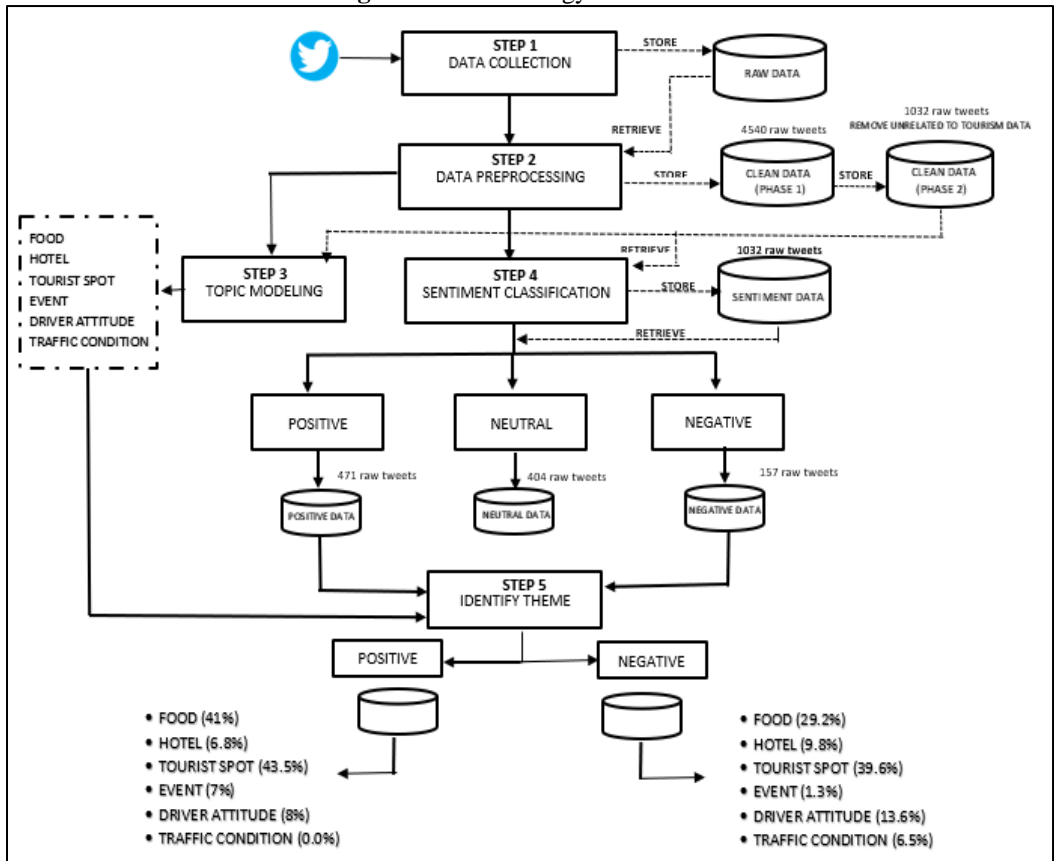 STEP 1
DATA COLLECTION
STORE
RAW DATA
RETRIEVE
1032 raw tweets
REMOVE UNRELATED TO TOURISM DATA
4540 raw tweets
STEP 2
DATA PREPROCESSING
STORE
CLEAN DATA
(PHASE 1)
STORE
CLEAN DATA
(PHASE 2)
FOOD
HOTEL
TOURIST SPOT
EVENT
DRIVER ATTITUDE
TRAFFIC CONDITION
STEP 3
TOPIC MODELING
RETRIEVE
STEP 4
SENTIMENT CLASSIFICATION
STORE
1032 raw tweets
SENTIMENT DATA
RETRIEVE
POSITIVE
NEUTRAL
NEGATIVE
471 raw tweets
404 raw tweets
157 raw tweets
POSITIVE DATA
NEUTRAL DATA
NEGATIVE DATA
STEP 5
IDENTIFY THEME
POSITIVE
NEGATIVE
• FOOD (41%)
• HOTEL (6.8%)
• TOURIST SPOT (43.5%)
• EVENT (7%)
• DRIVER ATTITUDE (8%)
• TRAFFIC CONDITION (0.0%)
• FOOD (29.2%)
• HOTEL (9.8%)
• TOURIST SPOT (39.6%)
• EVENT (1.3%)
• DRIVER ATTITUDE (13.6%)
• TRAFFIC CONDITION (6.5%)